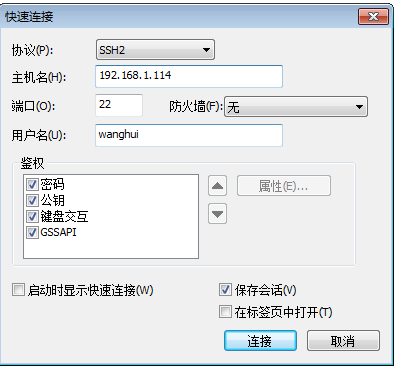 快速连接
协议(P): SSH2
主机名(H): 192.168.1.114
端口(O): 22 防火墙(F): 无
用户名(U): wanghui
鉴权
密码 属性(E)...
公钥
键盘交互
GSSAPI
启动时显示快速连接(W) 保存会话(V)
在标签页中打开(T)
连接 取消